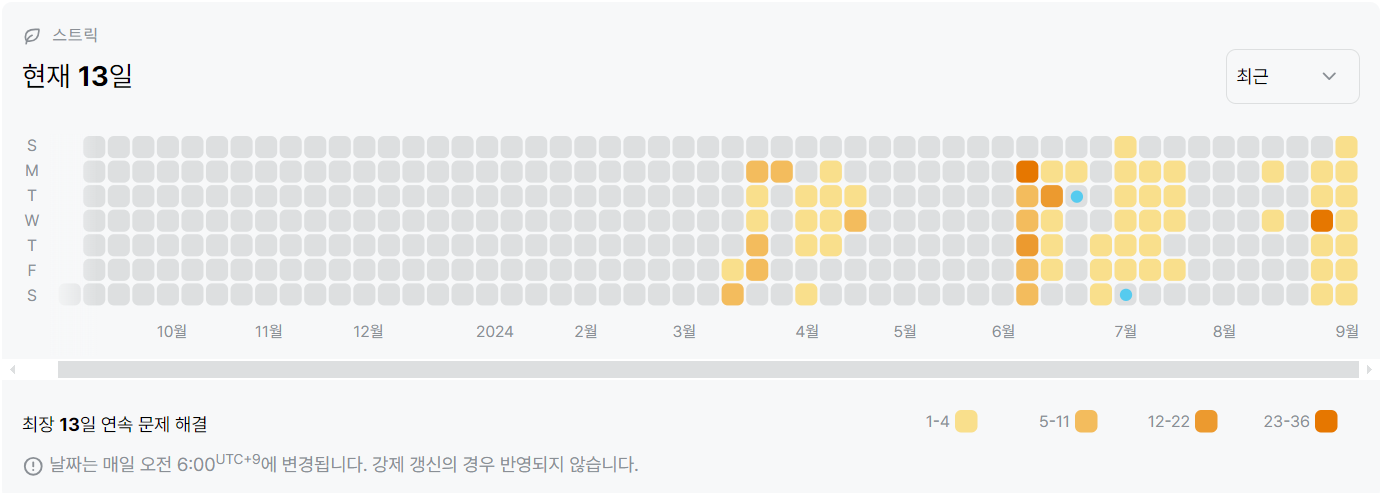 스트릭
현재 13일
최근
S
M
T
W
T
F
S
10월 11월 12월 2024 2월 3월 4월 5월 6월 7월 8월 9월
최장 13일 연속 문제 해결
1-4 5-11 12-22 23-36
날짜는 매일 오전 6:00UTC+9에 변경됩니다. 강제 갱신의 경우 반영되지 않습니다.